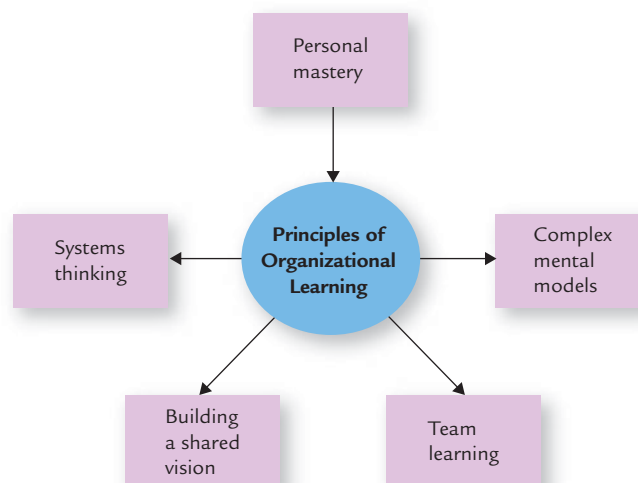 Personal
mastery
Systems
thinking
Principles of
Organizational
Learning
Complex
mental
models
Building
a shared
vision
Team
learning